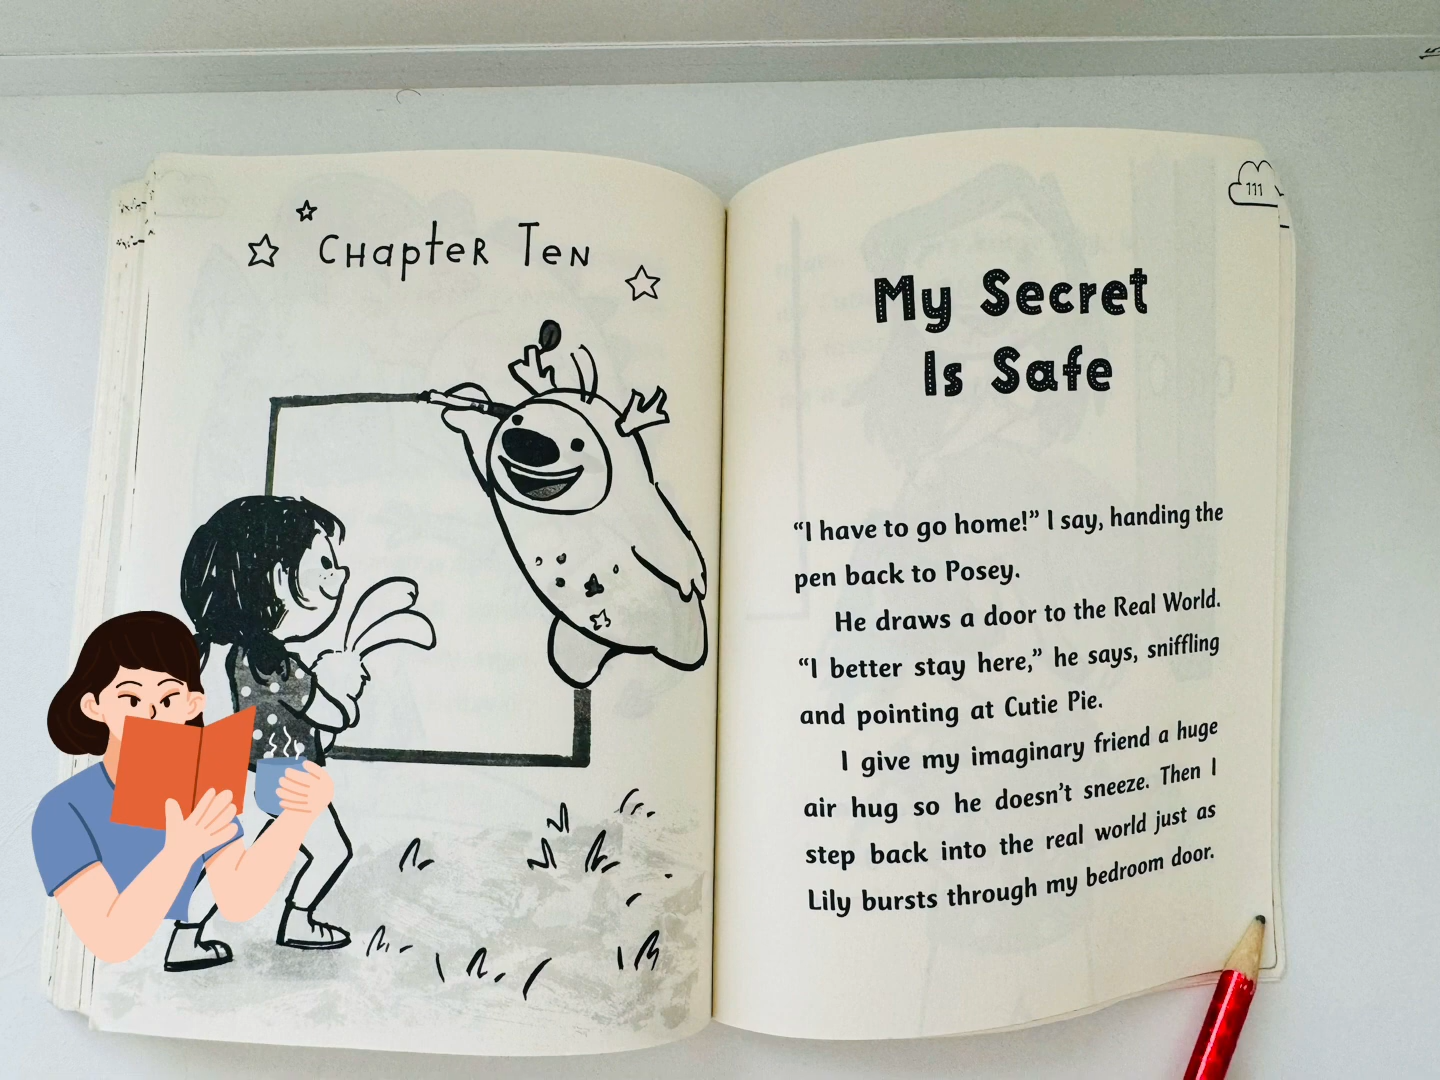 Chapter Ten
111
My Secret
Is Safe
“I have to go home!” I say, handing the
pen back to Posey.
He draws a door to the Real World.
“I better stay here,” he says, sniffling
and pointing at Cutie Pie.
I give my imaginary friend a huge
air hug so he doesn’t sneeze. Then I
step back into the real world just as
Lily bursts through my bedroom door.